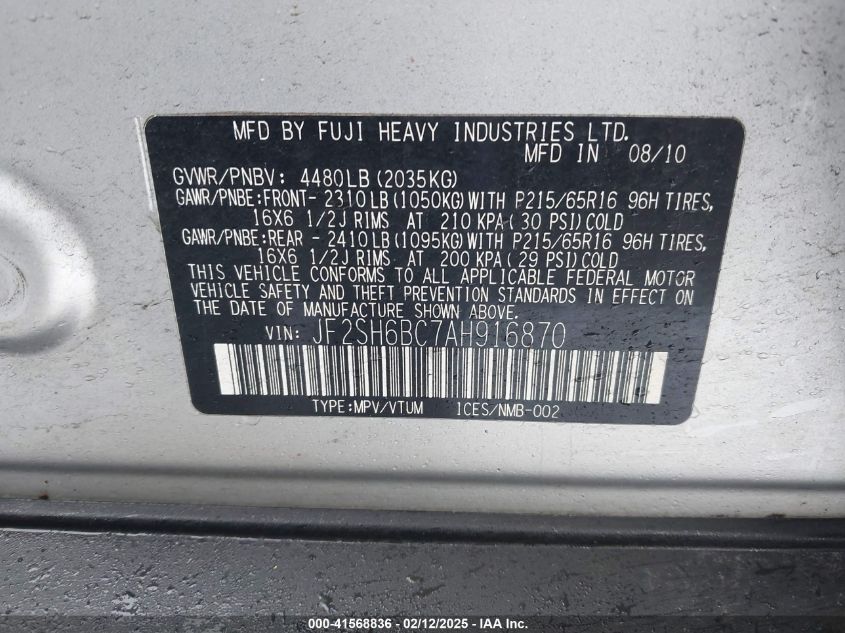 MFD BY FUJI HEAVY INDUSTRIES LTD.
MFD IN 08/10
GVWR/PNBV: 4480LB(2035KG)
GAWR/PNBE:FRONT- 2310LB(1050KG)WITH P215/65R16 96H TIRES,
16X6 1/2J RIMS AT 210 KPA(30 PSI)COLD
GAWR/PNBE:REAR - 2410LB(1095KG)WITH P215/65R16 96H TIRES,
16X6 1/2J RIMS AT 200 KPA(29 PSI)COLD
THIS VEHICLE CONFORMS TO ALL APPLICABLE FEDERAL MOTOR
VEHICLE SAFETY AND THEFT PREVENTION STANDARDS IN EFFECT ON
THE DATE OF MANUFACTURE SHOWN ABOVE.
VIN: JF2SH6BC7AH916870
TYPE:MPV/VTUM ICES/NMB-002
000-41568836 - 02/12/2025 - IAA Inc.